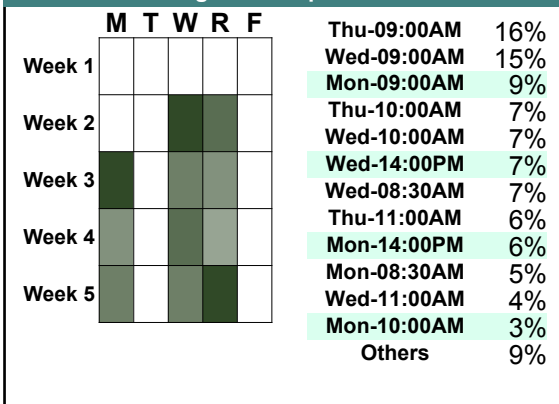 M T W R F
Week 1
Week 2
Week 3
Week 4
Week 5
Thu-09:00AM 16%
Wed-09:00AM 15%
Mon-09:00AM 9%
Thu-10:00AM 7%
Wed-10:00AM 7%
Wed-14:00PM 7%
Wed-08:30AM 7%
Thu-11:00AM 6%
Mon-14:00PM 6%
Mon-08:30AM 5%
Wed-11:00AM 4%
Mon-10:00AM 3%
Others 9%